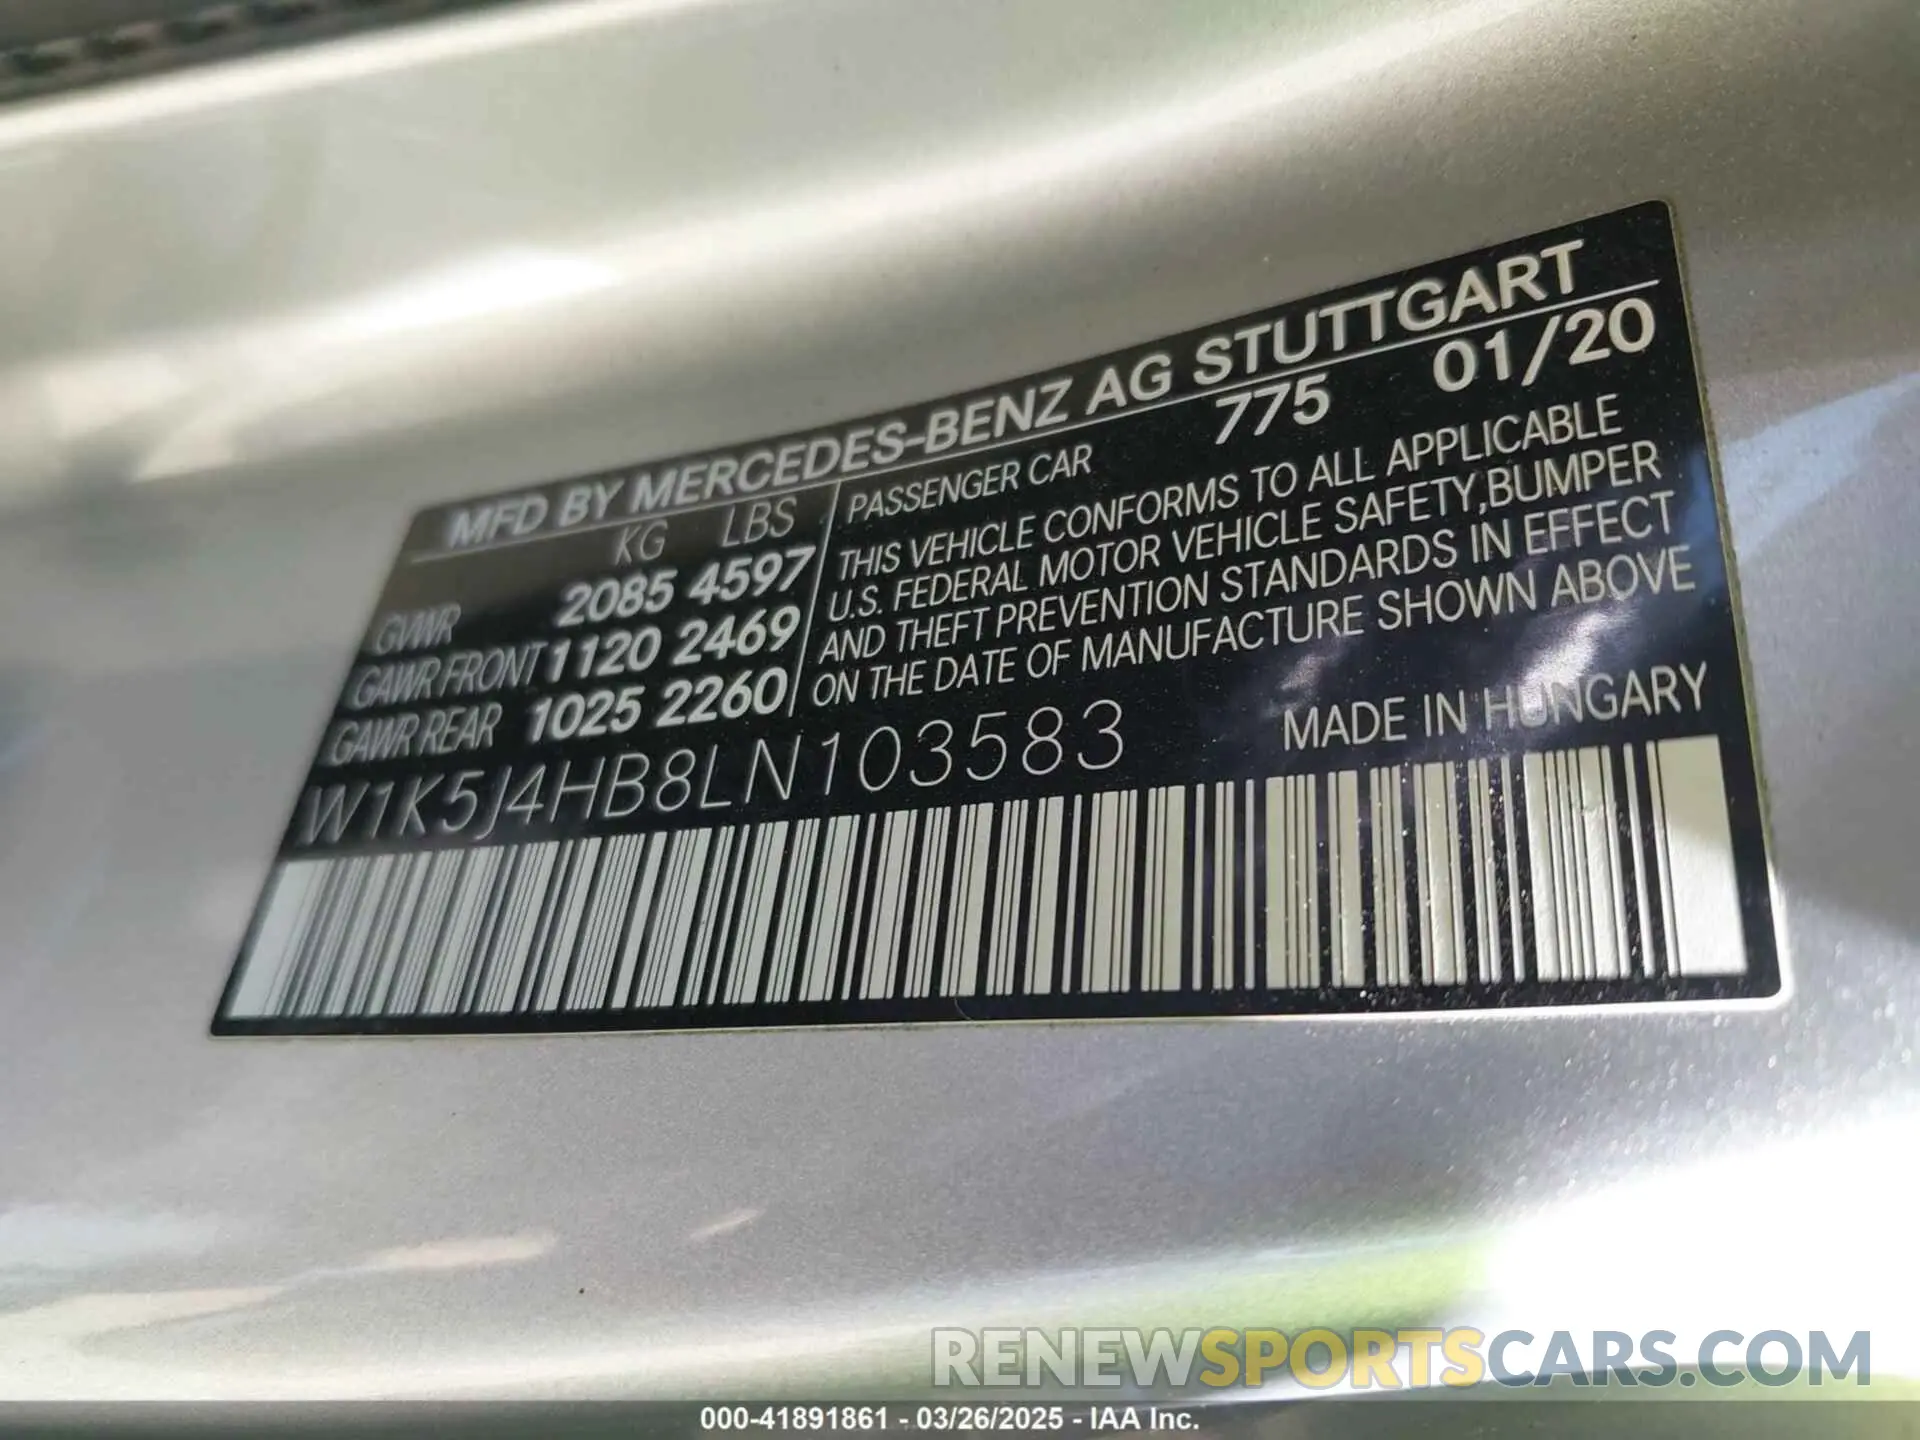 MFD BY MERCEDES-BENZ AG STUTTGART
KG LBS PASSENGER CAR 775 01/20
GVWR 2085 4597
GAWR FRONT 1120 2469
GAWR REAR 1025 2260
THIS VEHICLE CONFORMS TO ALL APPLICABLE
U.S. FEDERAL MOTOR VEHICLE SAFETY,BUMPER
AND THEFT PREVENTION STANDARDS IN EFFECT
ON THE DATE OF MANUFACTURE SHOWN ABOVE
W1K5J4HB8LN103583 MADE IN HUNGARY
RENEWSPORTSCARS.COM
000-41891861 - 03/26/2025 - IAA Inc.